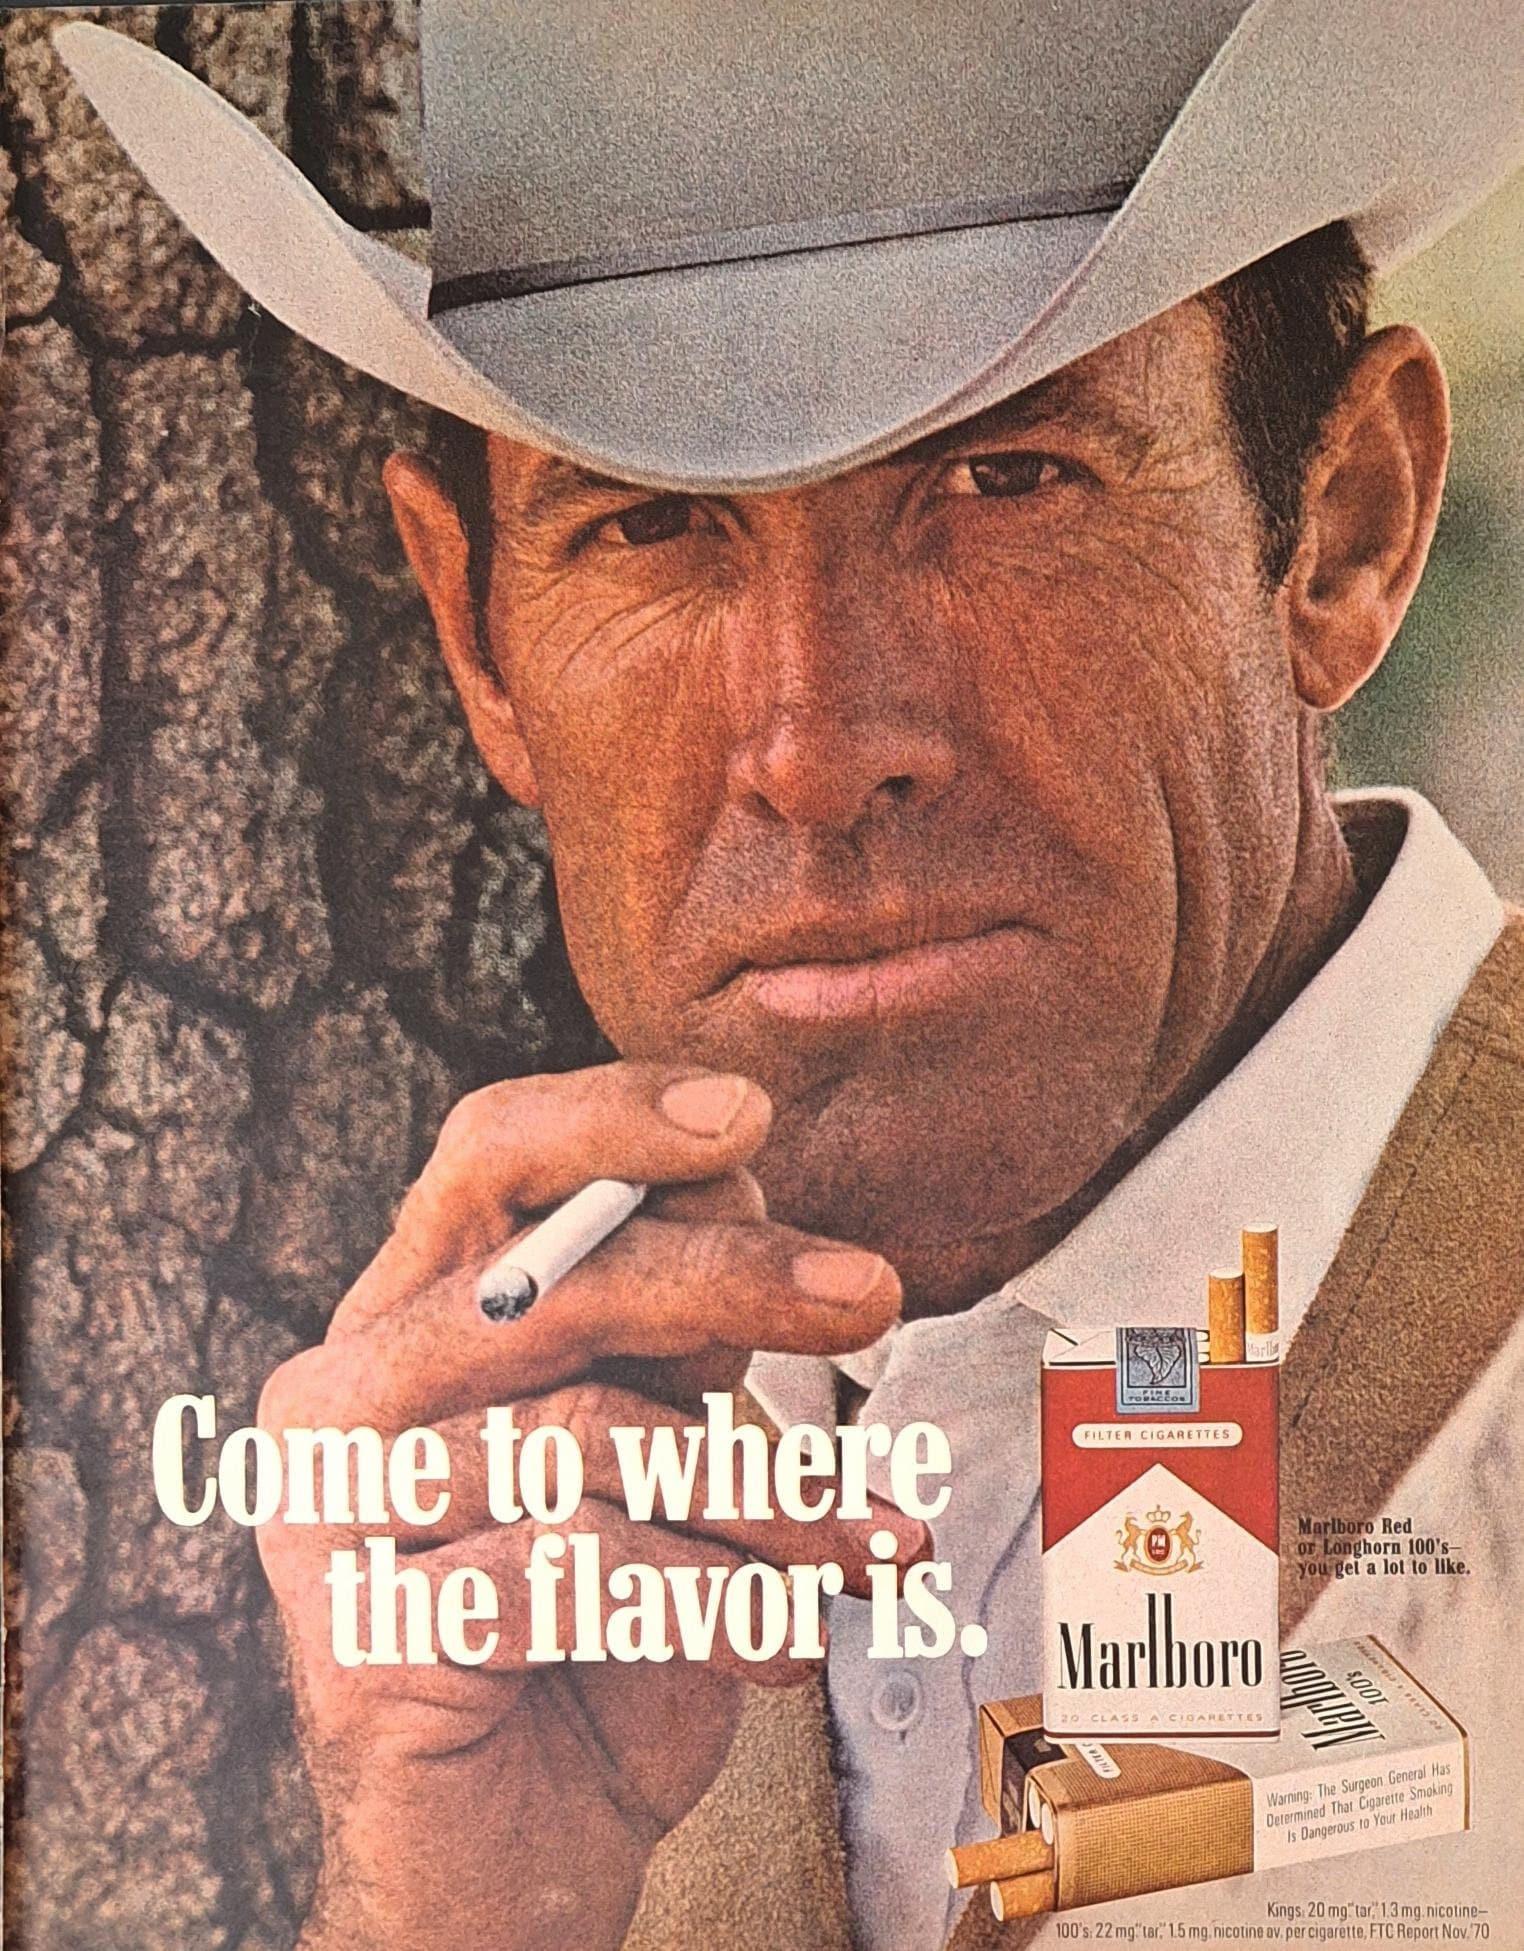 Come to where
the flavor is.
FINE
TOBACCOS
Marlboro
FILTER CIGARETTES
PM
Marlboro
20 CLASS A CIGARETTES
Marlboro Red
or Longhorn 100's—
you get a lot to like.
Marlboro
100's
Warning: The Surgeon General Has
Determined That Cigarette Smoking
Is Dangerous to Your Health
Kings: 20 mg."tar," 1.3 mg. nicotine—
100's: 22 mg."tar," 1.5 mg. nicotine av. per cigarette, FTC Report Nov.'70